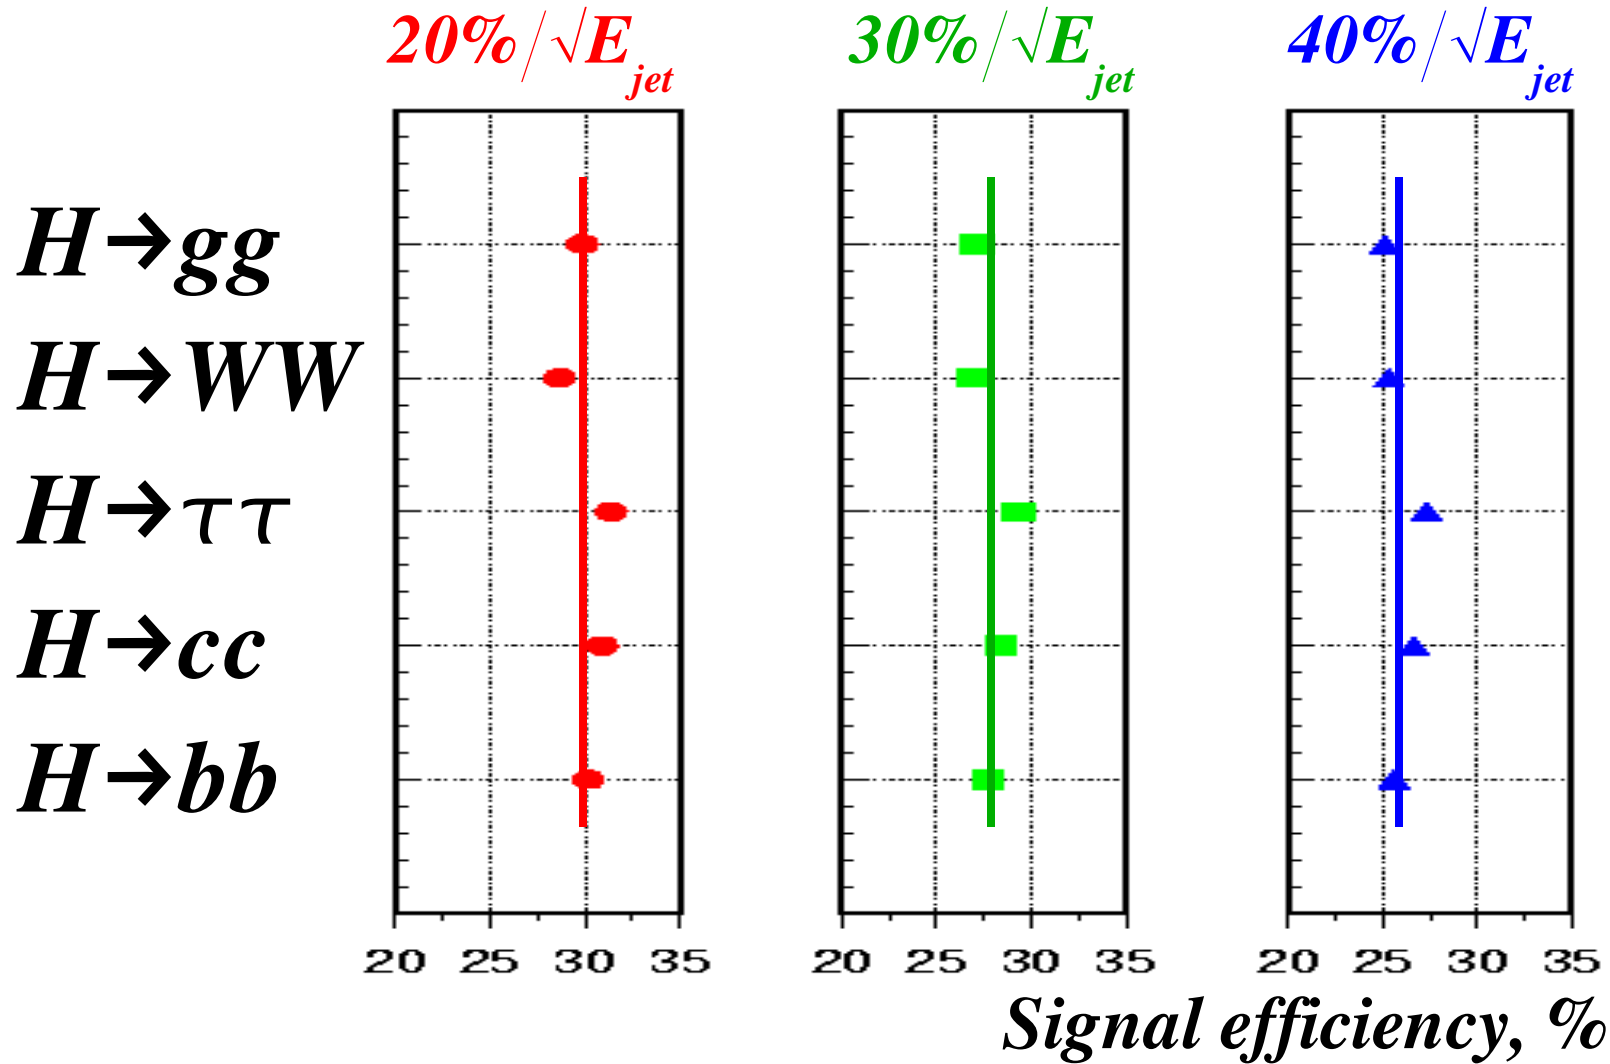 20%/√E_jet 30%/√E_jet 40%/√E_jet
H→gg
H→WW
H→ττ
H→cc
H→bb
20 25 30 35 20 25 30 35 20 25 30 35
Signal efficiency, %